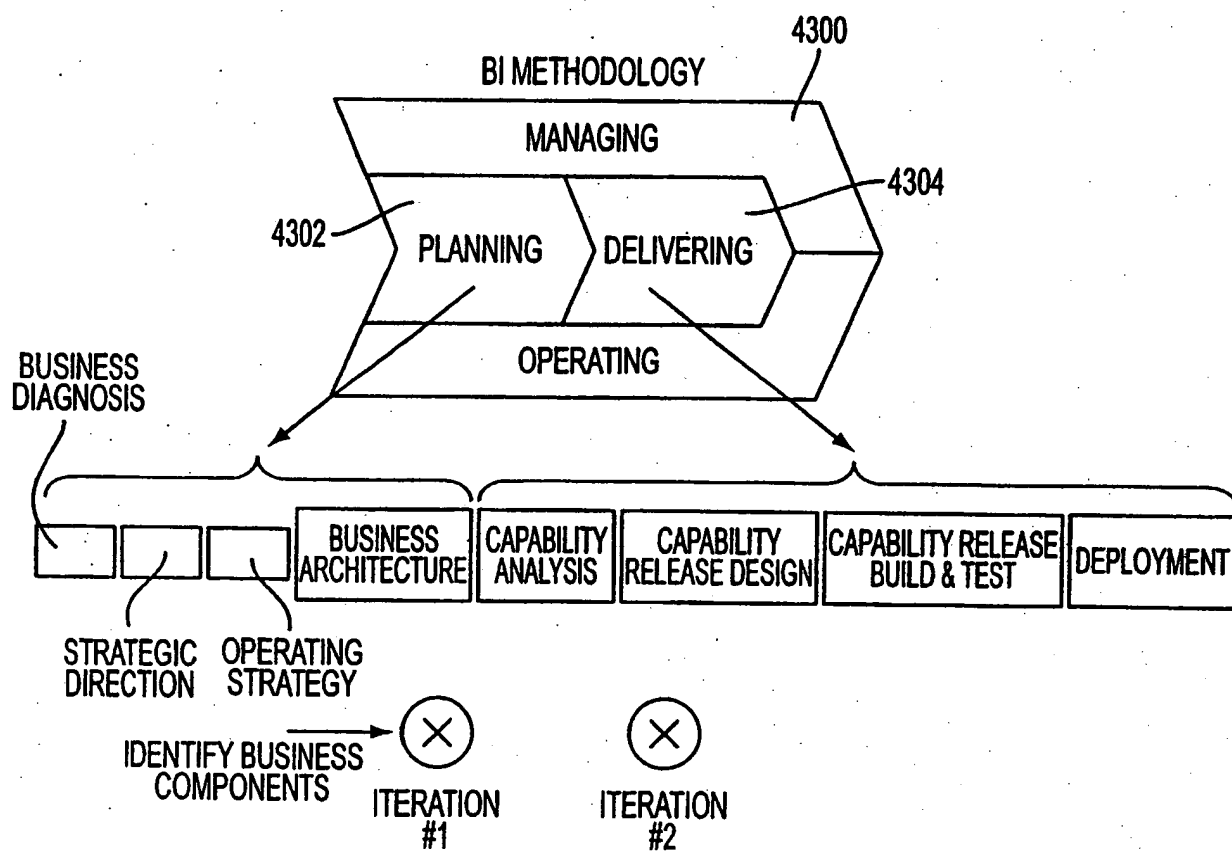 4300
BI METHODOLOGY
MANAGING
4304
4302
PLANNING
DELIVERING
OPERATING
BUSINESS
DIAGNOSIS
BUSINESS
ARCHITECTURE
CAPABILITY
ANALYSIS
CAPABILITY
RELEASE DESIGN
CAPABILITY RELEASE
BUILD & TEST
DEPLOYMENT
STRATEGIC
DIRECTION
OPERATING
STRATEGY
IDENTIFY BUSINESS
COMPONENTS
ITERATION
#1
ITERATION
#2